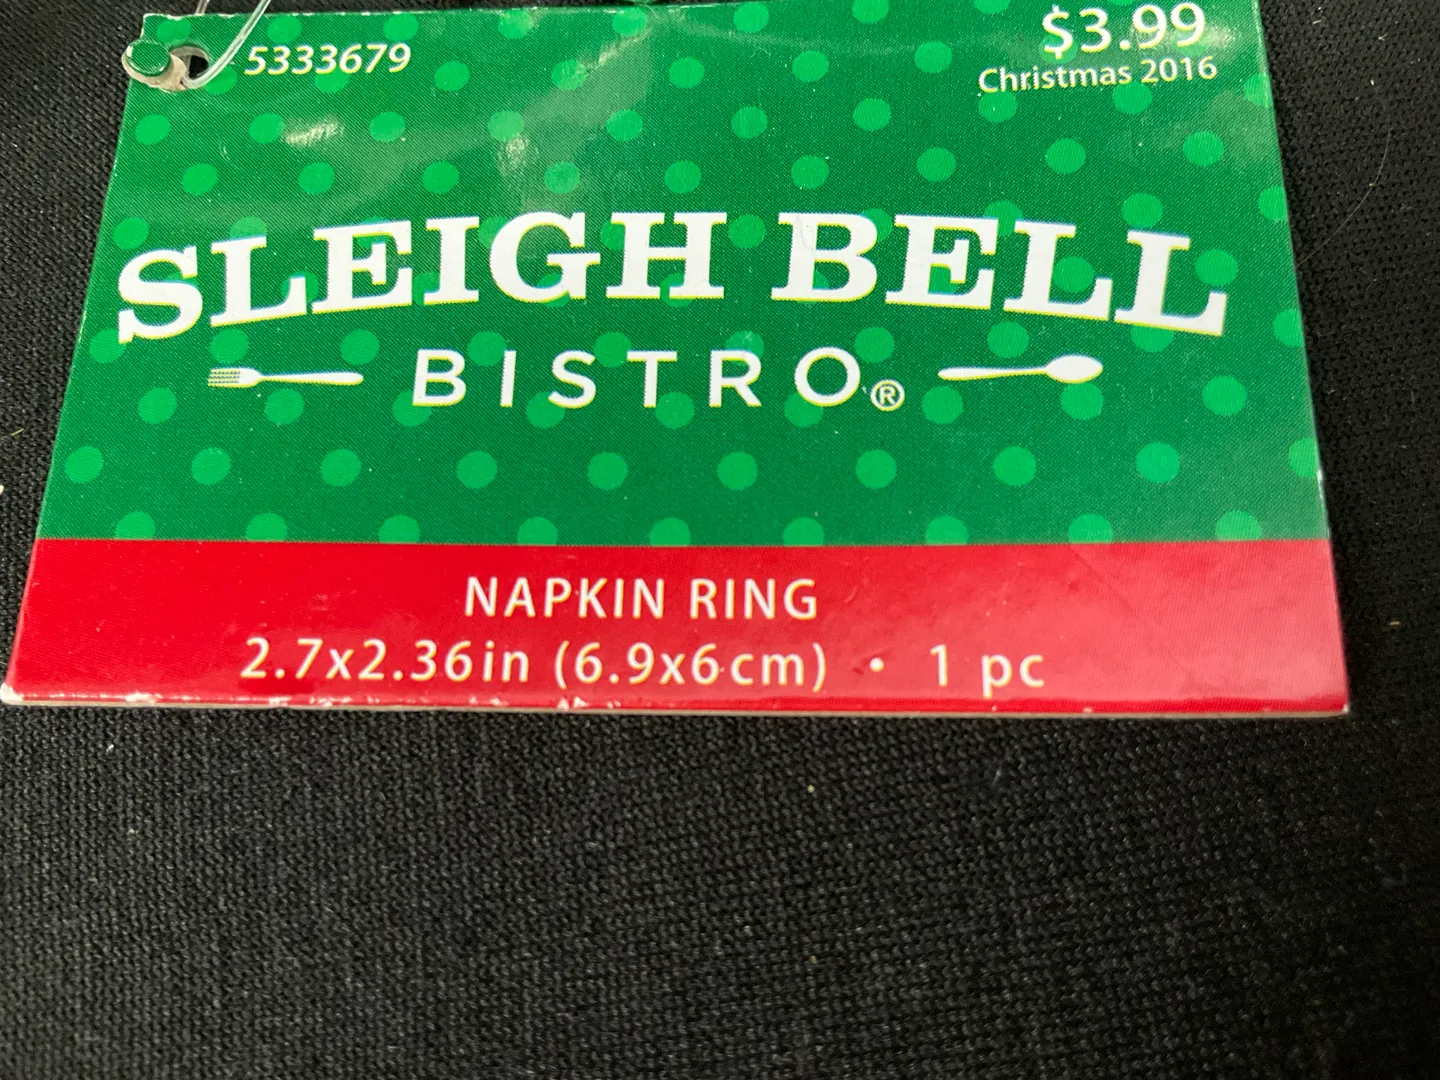 5333679
$3.99
Christmas 2016
SLEIGH BELL
BISTRO®
NAPKIN RING
2.7x2.36in (6.9x6cm) • 1 pc